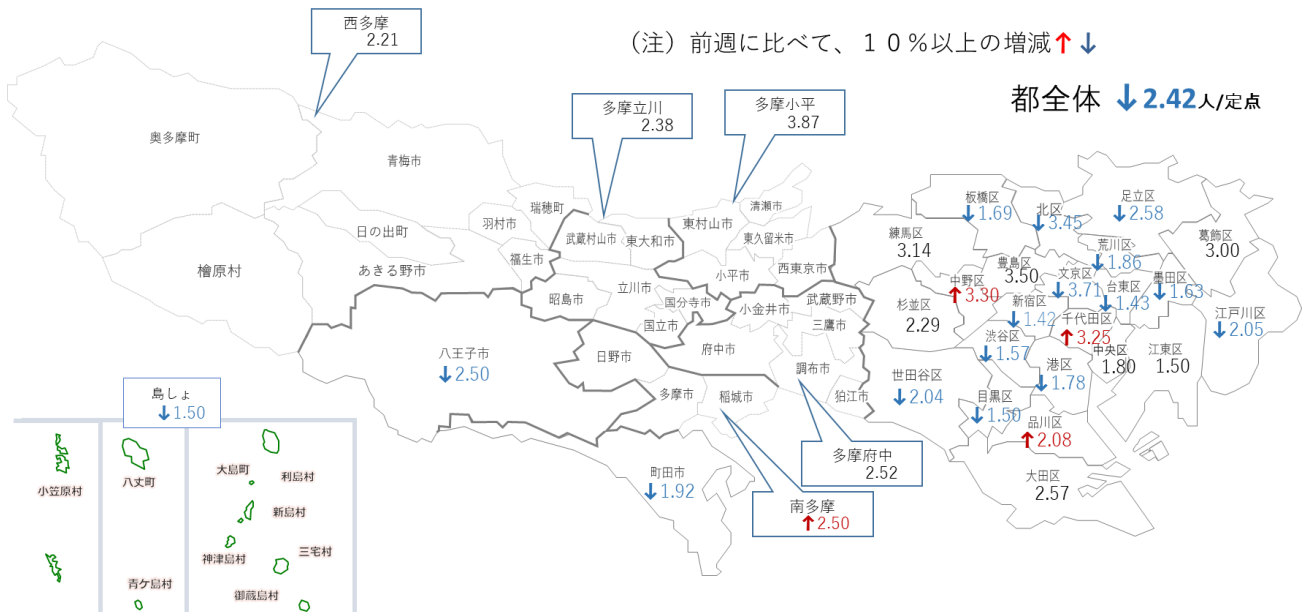 （注）前週に比べて、１０％以上の増減↑↓
都全体 ↓2.42人/定点
西多摩
2.21
多摩立川
2.38
多摩小平
3.87
奥多摩町
青梅市
瑞穂町
羽村市
日の出町
福生市
あきる野市
檜原村
武蔵村山市
東大和市
東村山市
清瀬市
東久留米市
小平市
西東京市
昭島市
立川市
国分寺市
国立市
小金井市
武蔵野市
三鷹市
府中市
調布市
狛江市
日野市
多摩市
稲城市
八王子市
↓2.50
町田市
↓1.92
多摩府中
2.52
南多摩
↑2.50
板橋区
↓1.69
北区
↓3.45
足立区
↓2.58
葛飾区
3.00
練馬区
3.14
豊島区
3.50
荒川区
↓1.86
文京区
↓3.71
台東区
↓1.43
墨田区
↓1.63
中野区
↑3.30
杉並区
2.29
新宿区
↓1.42
千代田区
↑3.25
江戸川区
↓2.05
渋谷区
↓1.57
中央区
1.80
江東区
1.50
港区
↓1.78
世田谷区
↓2.04
目黒区
↓1.50
品川区
↑2.08
大田区
2.57
島しょ
↓1.50
小笠原村
八丈町
青ケ島村
大島町
利島村
新島村
神津島村
三宅村
御蔵島村